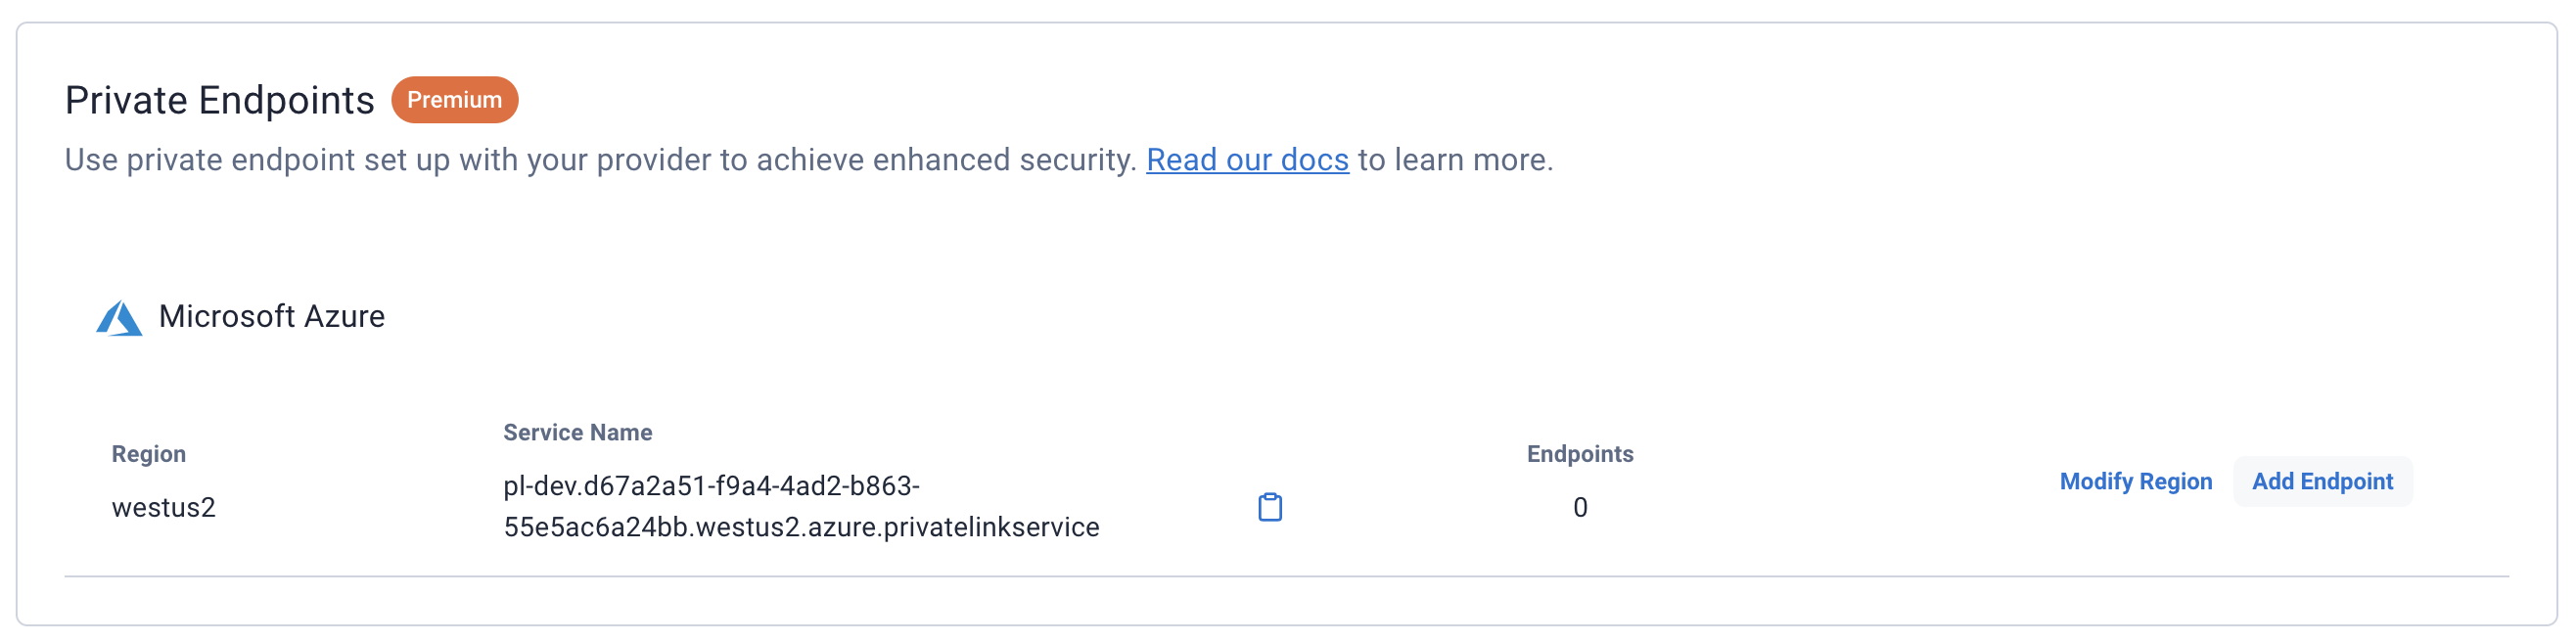 Private Endpoints Premium
Use private endpoint set up with your provider to achieve enhanced security. Read our docs to learn more.
Microsoft Azure
Region
westus2
Service Name
pl-dev.d67a2a51-f9a4-4ad2-b863-
55e5ac6a24bb.westus2.azure.privatelinkservice
Endpoints
0
Modify Region
Add Endpoint